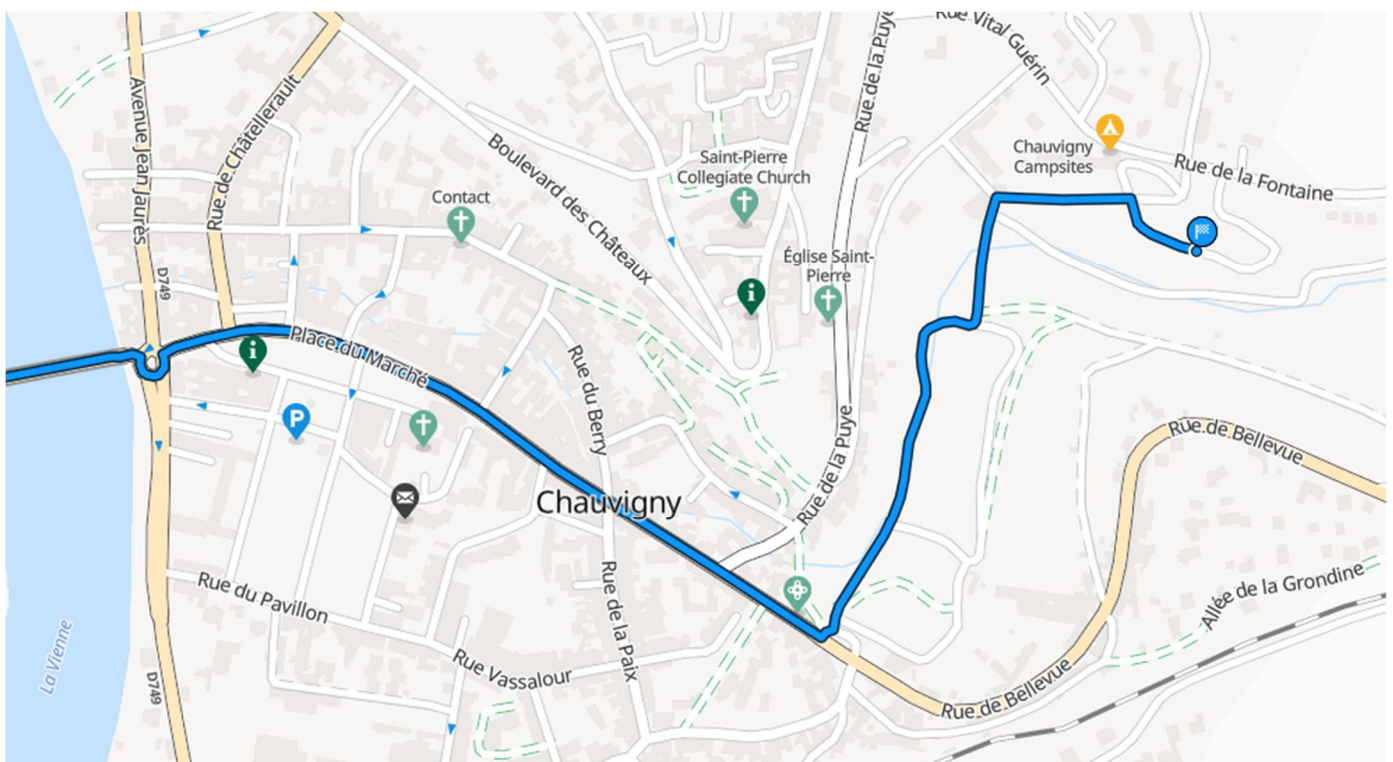 Rue Vital Guérin
Rue de la Puye
Avenue Jean Jaurès
Rue de Châtellerault
Boulevard des Châteaux
Saint-Pierre
Collegiate Church
Chauvigny
Campsites
Rue de la Fontaine
Contact
Église Saint-
Pierre
D749
Place du Marché
Rue du Berry
Rue de la Puye
Rue de Bellevue
P
Chauvigny
Rue du Pavillon
Rue de la Paix
Allée de la Grondine
La Vienne
Rue Vassalour
D749
Rue de Bellevue